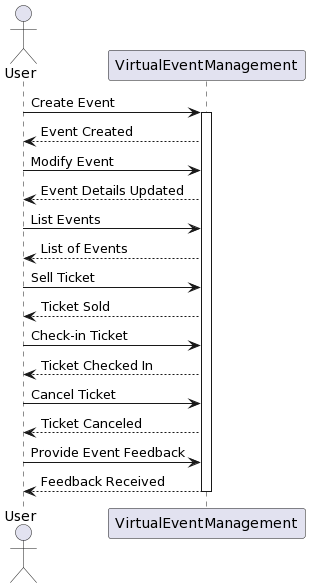 User
VirtualEventManagement
Create Event
Event Created
Modify Event
Event Details Updated
List Events
List of Events
Sell Ticket
Ticket Sold
Check-in Ticket
Ticket Checked In
Cancel Ticket
Ticket Canceled
Provide Event Feedback
Feedback Received
User
VirtualEventManagement